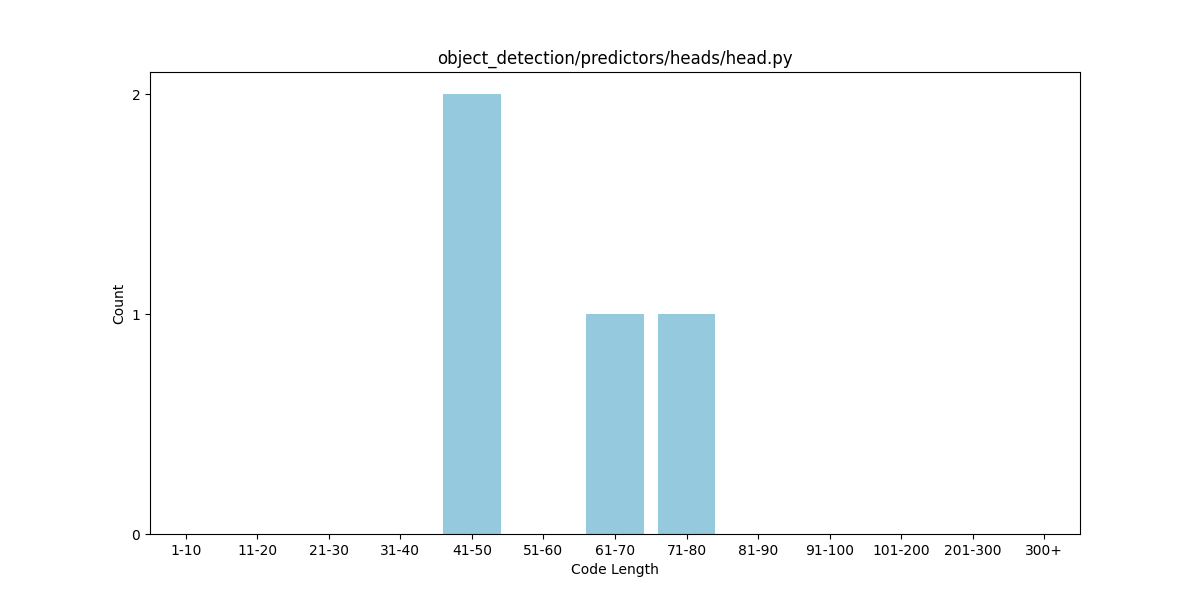 object_detection/predictors/heads/head.py
2
1
0
Count
1-10 11-20 21-30 31-40 41-50 51-60 61-70 71-80 81-90 91-100 101-200 201-300 300+
Code Length